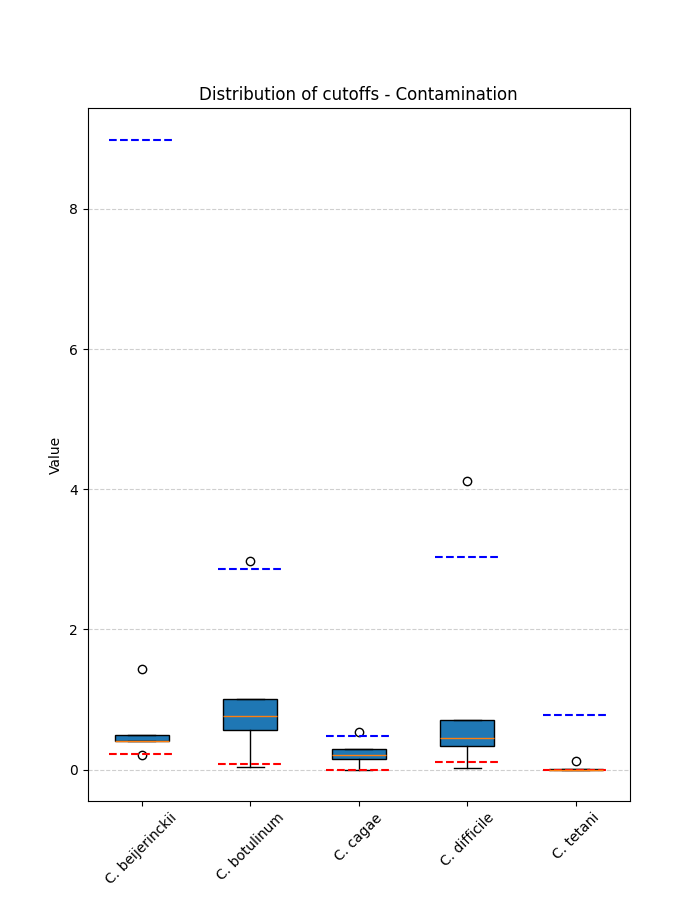 Distribution of cutoffs - Contamination
Value
8
6
4
2
0
C. beijerinckii
C. botulinum
C. cagae
C. difficile
C. tetani